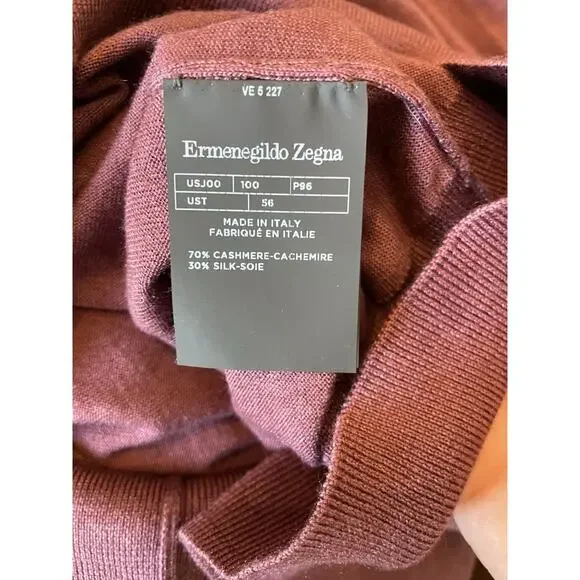 VE 6 227
Ermenegildo Zegna
USJ00 100 P96
UST 56
MADE IN ITALY
FABRIQUÉ EN ITALIE
70% CASHMERE-CACHEMIRE
30% SILK-SOIE